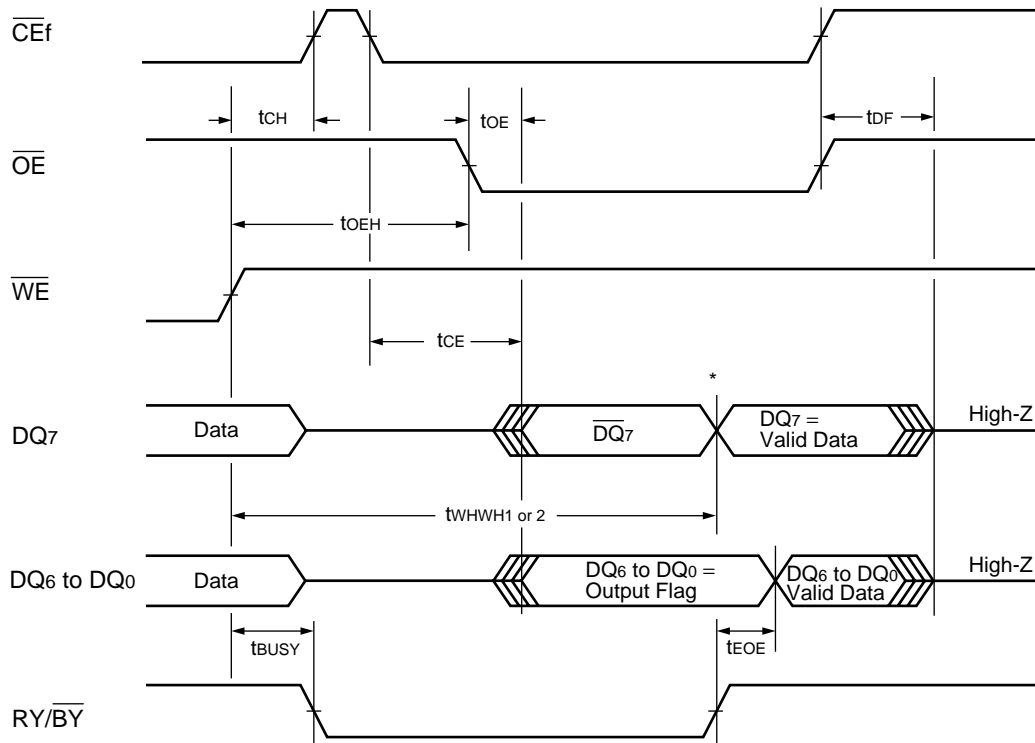 CEf
tCH
tOE
tDF
OE
tOEH
WE
tCE
*
DQ7
Data
DQ7
DQ7 =
Valid Data
High-Z
tWHWH1 or 2
DQ6 to DQ0
Data
DQ6 to DQ0 =
Output Flag
DQ6 to DQ0
Valid Data
High-Z
tBUSY
tEOE
RY/BY